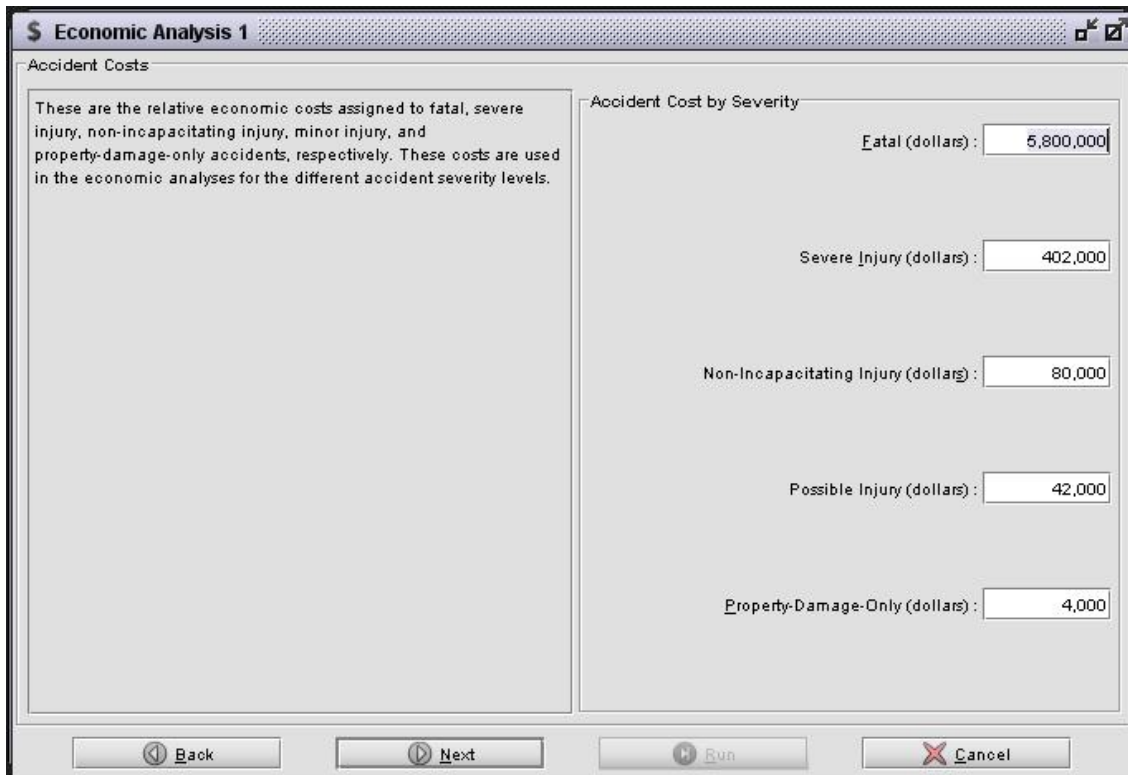 $ Economic Analysis 1
Accident Costs
These are the relative economic costs assigned to fatal, severe
injury, non-incapacitating injury, minor injury, and
property-damage-only accidents, respectively. These costs are used
in the economic analyses for the different accident severity levels.
Accident Cost by Severity
Fatal (dollars) : 5,800,000
Severe Injury (dollars) : 402,000
Non-Incapacitating Injury (dollars) : 80,000
Possible Injury (dollars) : 42,000
Property-Damage-Only (dollars) : 4,000
Back Next Run Cancel